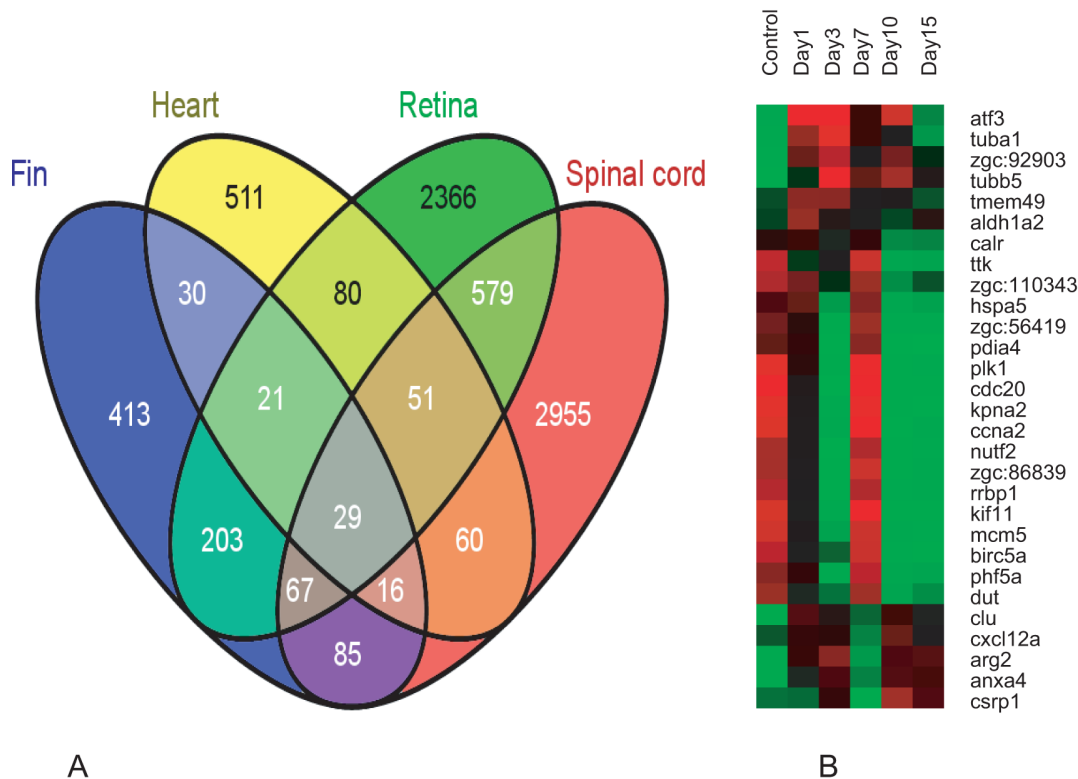 Fin
Heart
Retina
Spinal cord
511
2366
30
80
579
413
21
51
2955
203
29
60
67
16
85
A
Control
Day1
Day3
Day7
Day10
Day15
atf3
tuba1
zgc:92903
tubb5
tmem49
aldh1a2
calr
ttk
zgc:110343
hspa5
zgc:56419
pdia4
plk1
cdc20
kpna2
ccna2
nutf2
zgc:86839
rrbp1
kif11
mcm5
birc5a
phf5a
dut
clu
cxcl12a
arg2
anxa4
csrp1
B